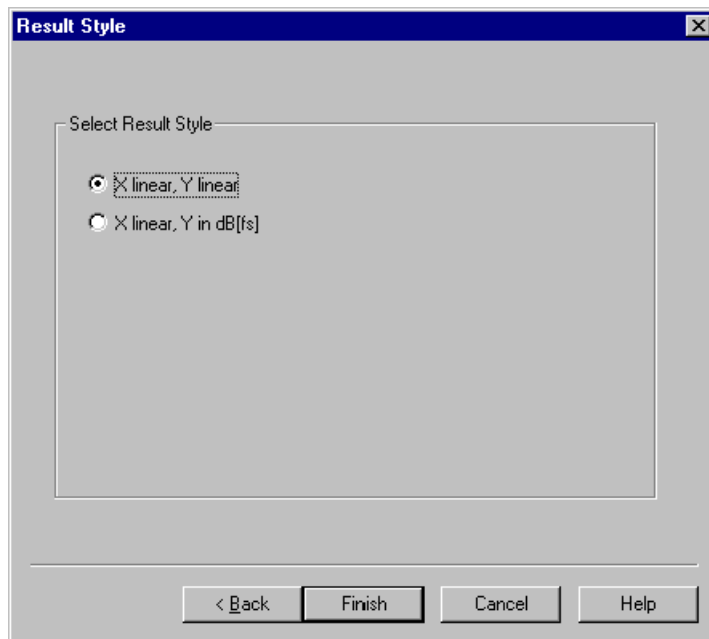 Result Style
Select Result Style
X linear, Y linear
X linear, Y in dB[fs]
< Back Finish Cancel Help